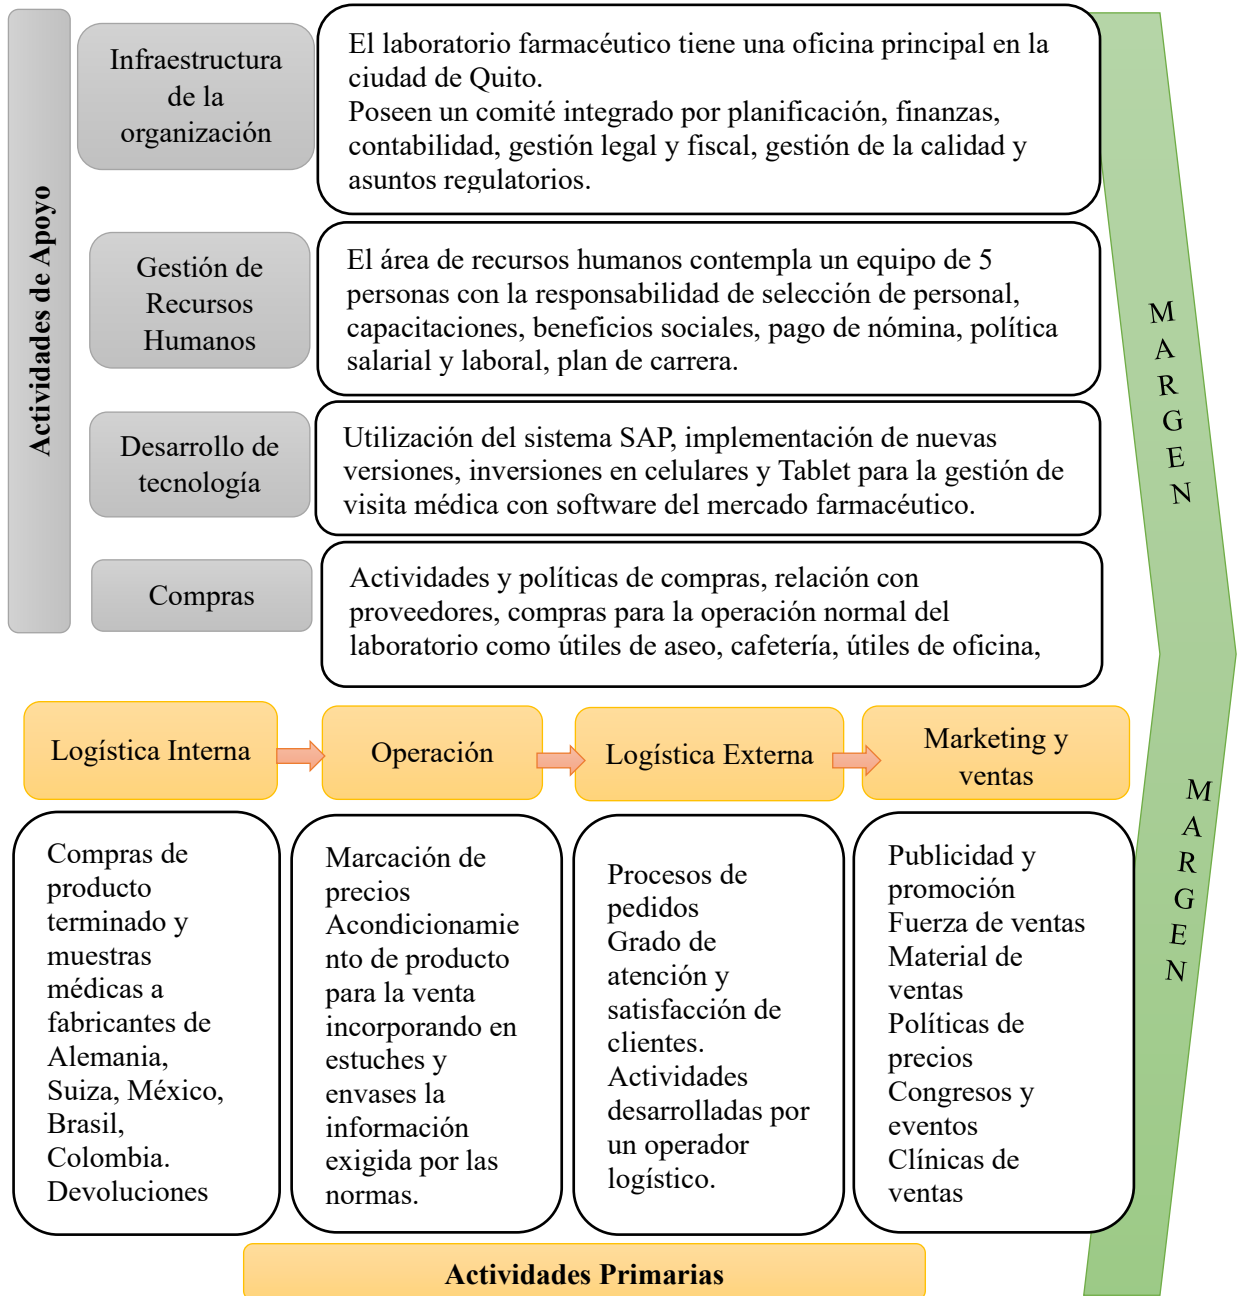 Actividades de Apoyo
Infraestructura
de la
organización
El laboratorio farmacéutico tiene una oficina principal en la
ciudad de Quito.
Poseen un comité integrado por planificación, finanzas,
contabilidad, gestión legal y fiscal, gestión de la calidad y
asuntos regulatorios.
Gestión de
Recursos
Humanos
El área de recursos humanos contempla un equipo de 5
personas con la responsabilidad de selección de personal,
capacitaciones, beneficios sociales, pago de nómina, política
salarial y laboral, plan de carrera.
Desarrollo de
tecnología
Utilización del sistema SAP, implementación de nuevas
versiones, inversiones en celulares y Tablet para la gestión de
visita médica con software del mercado farmacéutico.
Compras
Actividades y políticas de compras, relación con
proveedores, compras para la operación normal del
laboratorio como útiles de aseo, cafetería, útiles de oficina,
MARGEN
Logística Interna
Operación
Logística Externa
Marketing y
ventas
Compras de
producto
terminado y
muestras
médicas a
fabricantes de
Alemania,
Suiza, México,
Brasil,
Colombia.
Devoluciones
Marcación de
precios
Acondicionamie
nto de producto
para la venta
incorporando en
estuches y
envases la
información
exigida por las
normas.
Procesos de
pedidos
Grado de
atención y
satisfacción de
clientes.
Actividades
desarrolladas por
un operador
logístico.
Publicidad y
promoción
Fuerza de ventas
Material de
ventas
Políticas de
precios
Congresos y
eventos
Clínicas de
ventas
MARGEN
Actividades Primarias